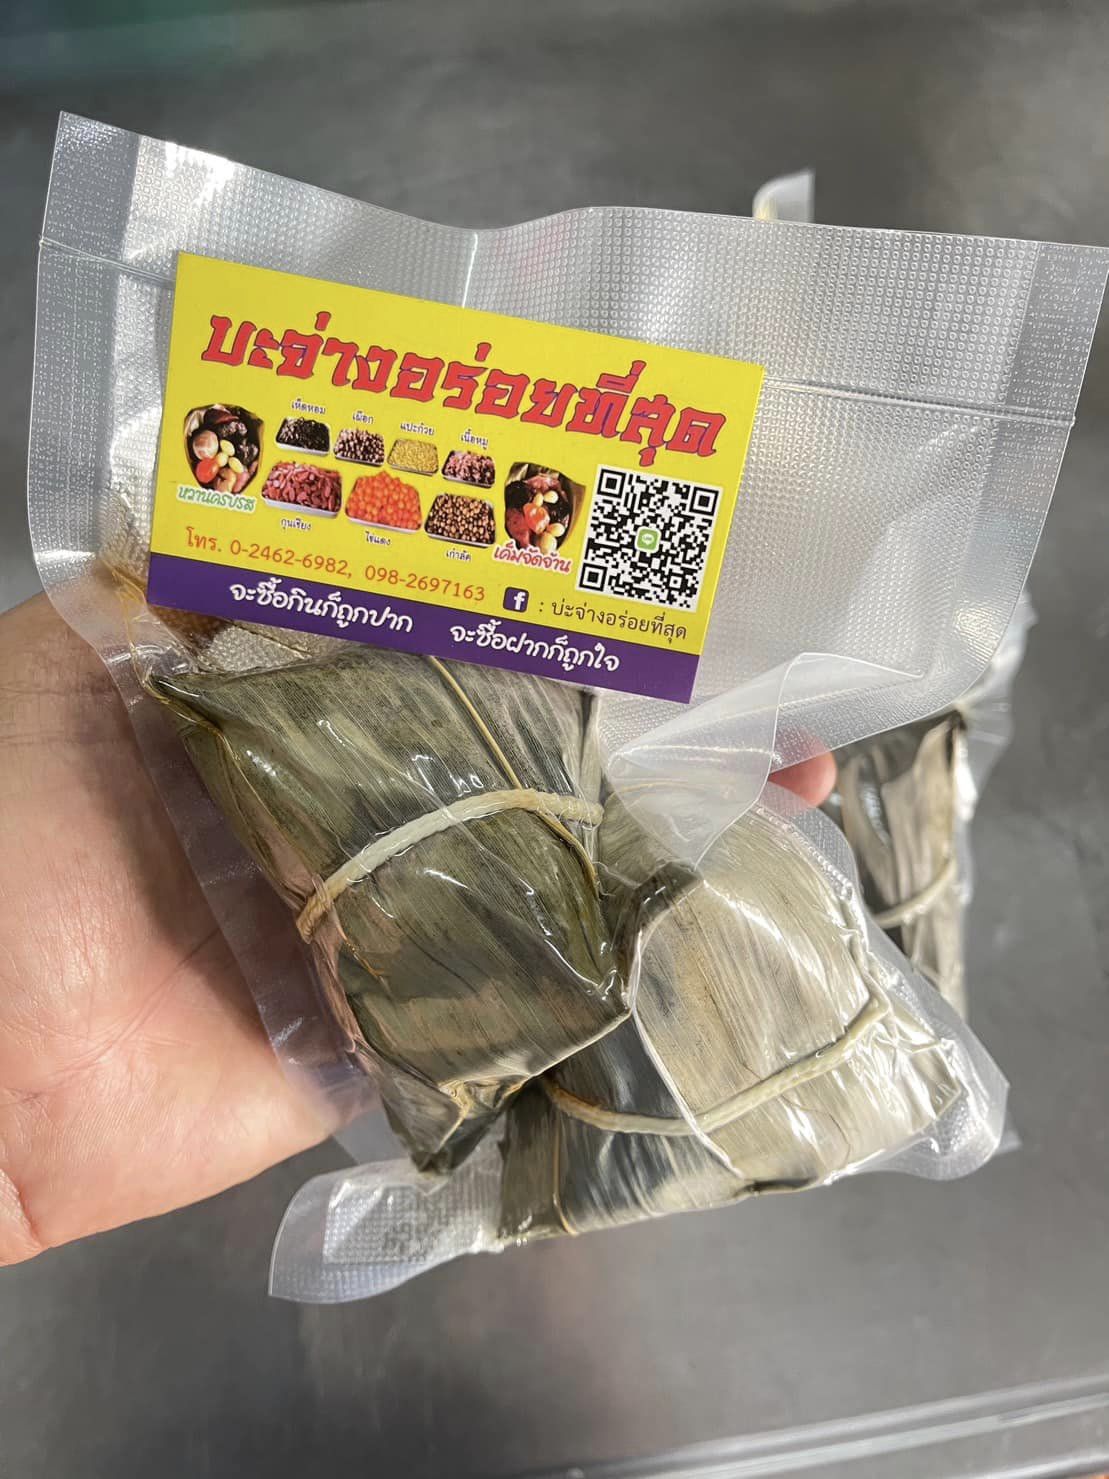 บะจ่างอร่อยที่สุด
เห็ดหอม
เผือก
แปะก๊วย
เนื้อหมู
หวานครบรส
กุนเชียง
ไข่แดง
เกาลัด
เค็มจัดจ้าน
โทร. 0-2462-6982, 098-2697163
f : บ่ะจ่างอร่อยที่สุด
จะซื้อกินก็ถูกปาก จะซื้อฝากก็ถูกใจ